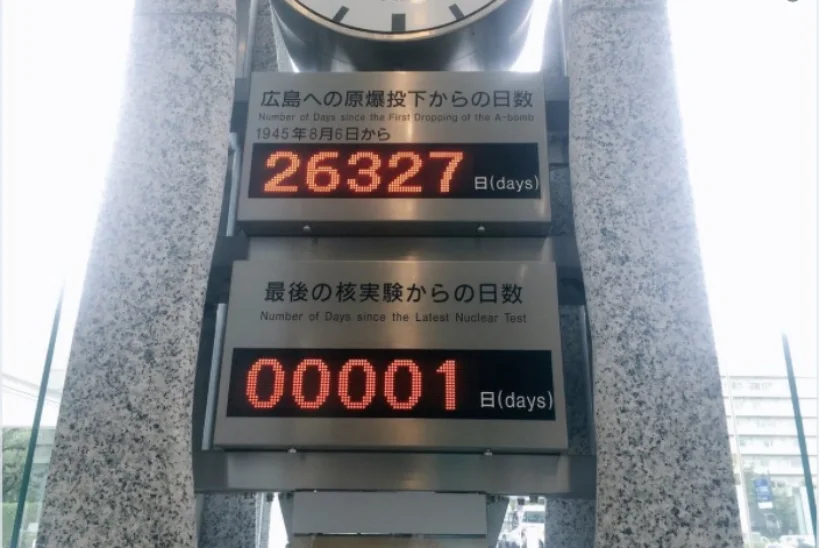 広島への原爆投下からの日数
Number of Days since the First Dropping of the A-bomb
1945年8月6日から
26327 日(days)
最後の核実験からの日数
Number of Days since the Latest Nuclear Test
00001 日(days)